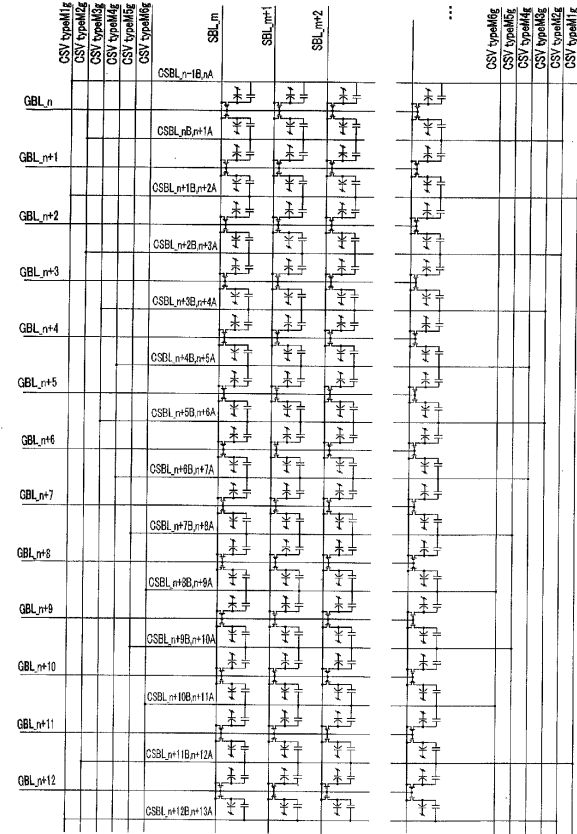 CSV typeM1g
CSV typeM2g
CSV typeM3g
CSV typeM4g
CSV typeM5g
CSV typeM6g
SBL_m
SBL_m+1
SBL_m+2
...
CSV typeM6g
CSV typeM5g
CSV typeM4g
CSV typeM3g
CSV typeM2g
CSV typeM1g
CSBL_n-1B,nA
GBL_n
CSBL_nB,n+1A
GBL_n+1
CSBL_n+1B,n+2A
GBL_n+2
CSBL_n+2B,n+3A
GBL_n+3
CSBL_n+3B,n+4A
GBL_n+4
CSBL_n+4B,n+5A
GBL_n+5
CSBL_n+5B,n+6A
GBL_n+6
CSBL_n+6B,n+7A
GBL_n+7
CSBL_n+7B,n+8A
GBL_n+8
CSBL_n+8B,n+9A
GBL_n+9
CSBL_n+9B,n+10A
GBL_n+10
CSBL_n+10B,n+11A
GBL_n+11
CSBL_n+11B,n+12A
GBL_n+12
CSBL_n+12B,n+13A